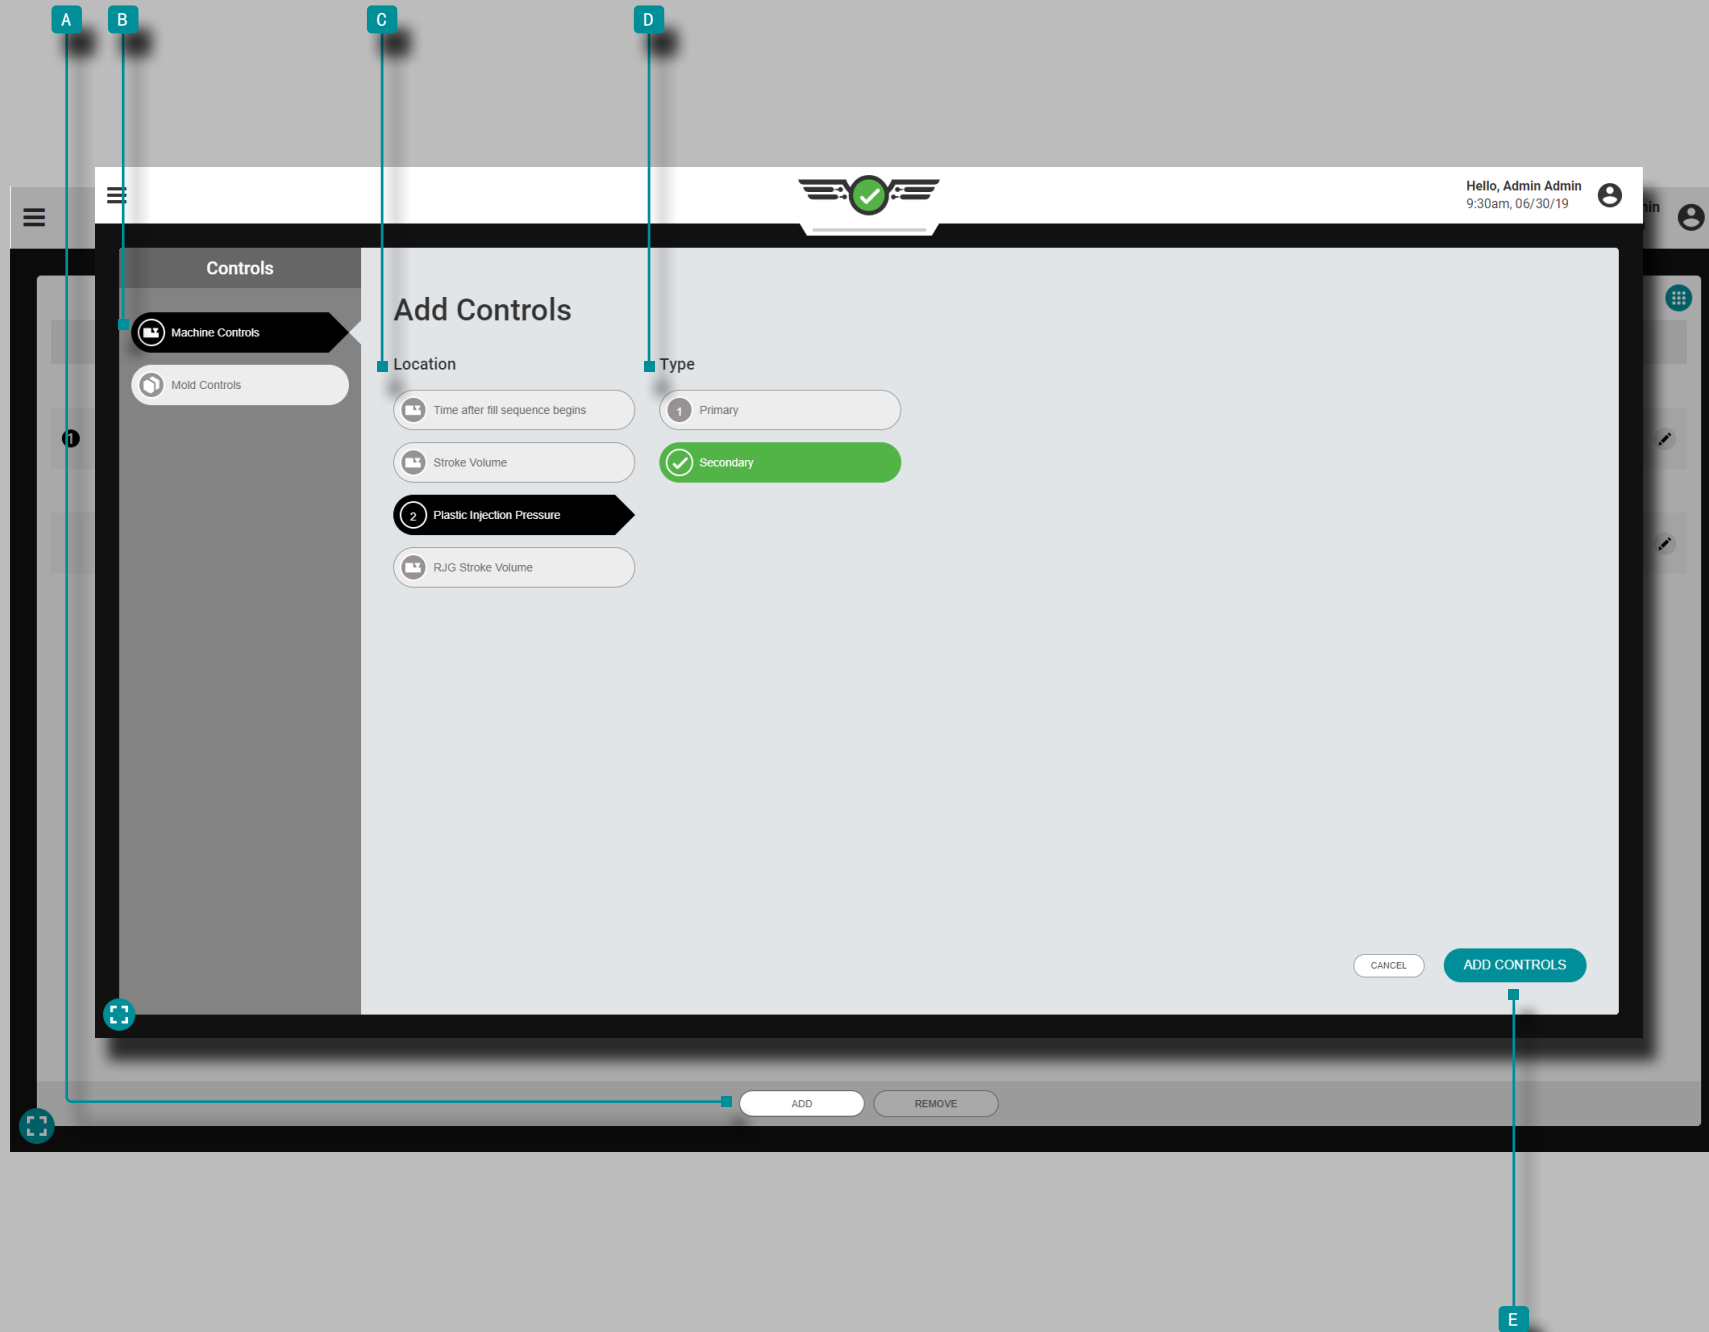 A B C D
Hello, Admin Admin
9:30am, 06/30/19
in
Controls
Machine Controls
Mold Controls
Add Controls
Location
Time after fill sequence begins
Stroke Volume
2 Plastic Injection Pressure
RJG Stroke Volume
Type
1 Primary
Secondary
1
CANCEL
ADD CONTROLS
ADD
REMOVE
E